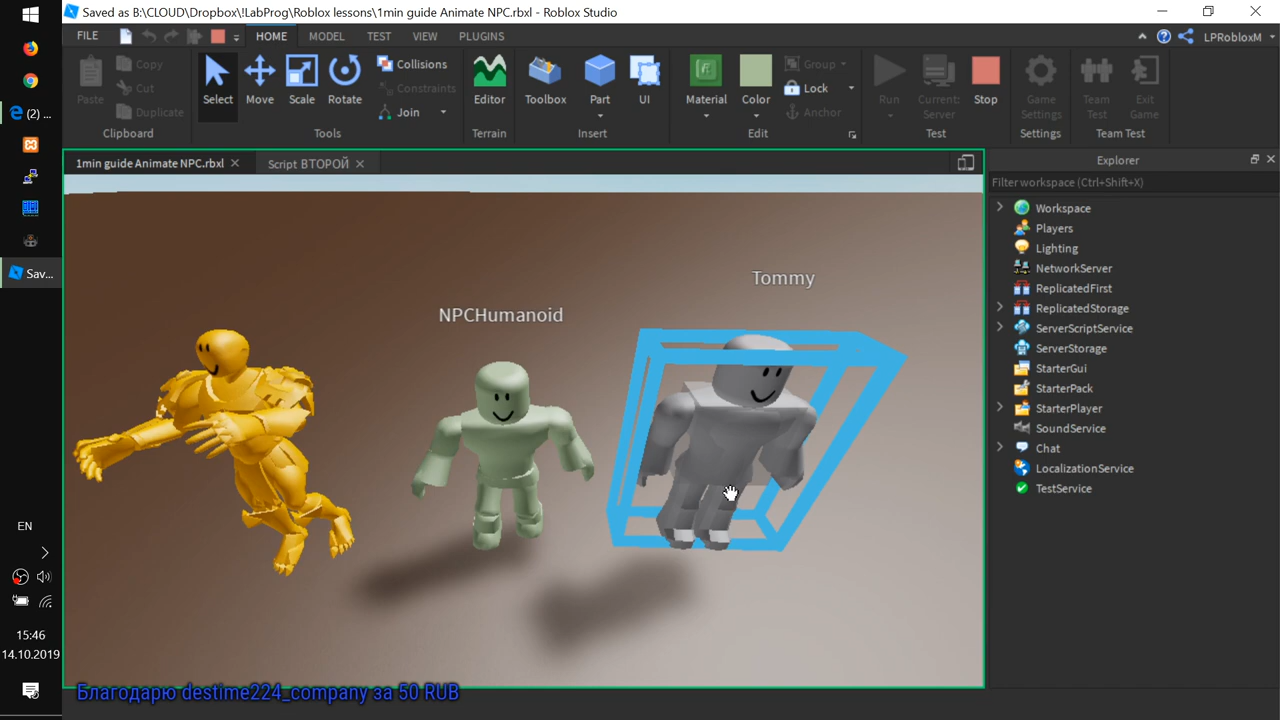 Saved as B:\CLOUD\Dropbox\!LabProg\Roblox lessons\1min guide Animate NPC.rbxl - Roblox Studio
FILE HOME MODEL TEST VIEW PLUGINS LPRobloxM
Paste Copy Cut Duplicate Select Move Scale Rotate Collisions Constraints Join Editor Toolbox Part UI Material Color Group Lock Anchor Run Current: Server Stop Game Settings Team Test Exit Game
Clipboard Tools Terrain Insert Edit Test Settings Team Test
1min guide Animate NPC.rbxl Script ВТОРОЙ
Explorer
Filter workspace (Ctrl+Shift+X)
Workspace
Players
Lighting
NetworkServer
ReplicatedFirst
ReplicatedStorage
ServerScriptService
ServerStorage
StarterGui
StarterPack
StarterPlayer
SoundService
Chat
LocalizationService
TestService
Tommy
NPCHumanoid
(2) ...
Sav...
EN
15:46
14.10.2019
Благодарю destime224_company за 50 RUB